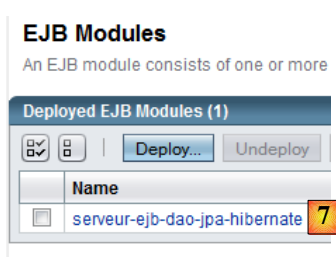 EJB Modules
An EJB module consists of one or more
Deployed EJB Modules (1)
Deploy... Undeploy
Name
serveur-ejb-dao-jpa-hibernate 7